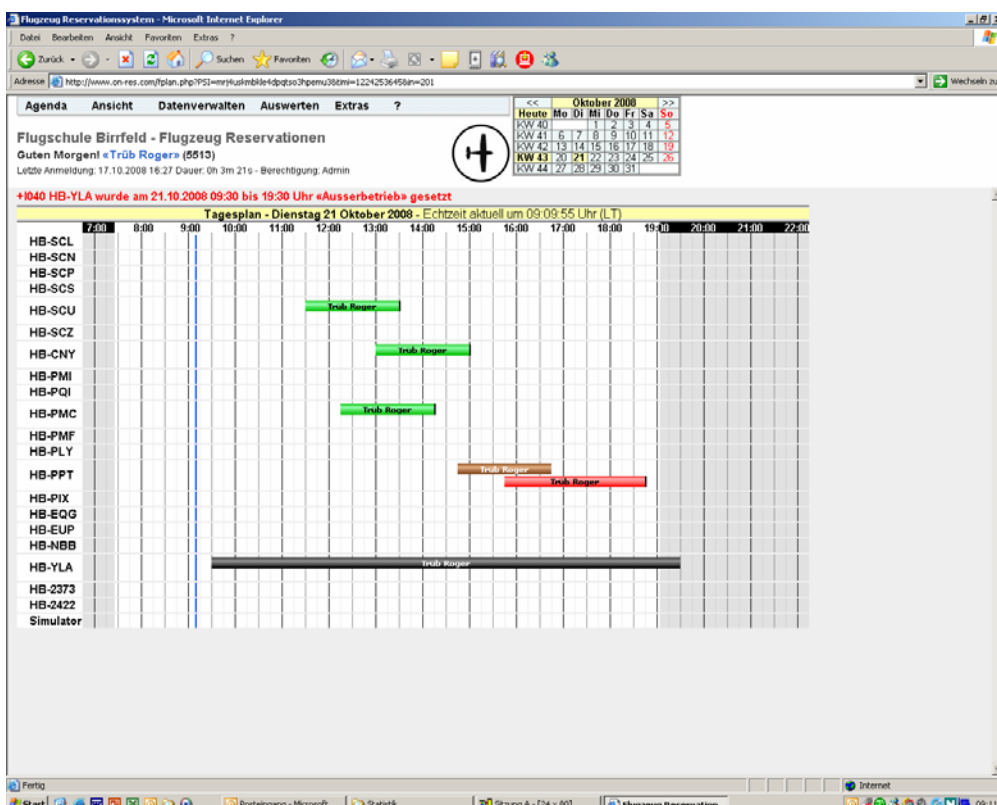 Flugzeug Reservationssystem - Microsoft Internet Explorer
Datei Bearbeiten Ansicht Favoriten Extras ?
Zurück Suchen Favoriten
Adresse Wechseln zu
Agenda Ansicht Datenverwalten Auswerten Extras ?
<< Oktober 2008 >>
Heute Mo Di Mi Do Fr Sa So
KW 40 1 2 3 4 5
KW 41 6 7 8 9 10 11 12
KW 42 13 14 15 16 17 18 19
KW 43 20 21 22 23 24 25 26
KW 44 27 28 29 30 31
Flugschule Birrfeld - Flugzeug Reservationen
Guten Morgen! «Trüb Roger» (5513)
Letzte Anmeldung: 17.10.2008 16:27 Dauer: 0h 3m 21s - Berechtigung: Admin
+I040 HB-YLA wurde am 21.10.2008 09:30 bis 19:30 Uhr «Ausserbetrieb» gesetzt
Tagesplan - Dienstag 21 Oktober 2008 - Echtzeit aktuell um 09:09:55 Uhr (LT)
7:00 8:00 9:00 10:00 11:00 12:00 13:00 14:00 15:00 16:00 17:00 18:00 19:00 20:00 21:00 22:00
HB-SCL
HB-SCN
HB-SCP
HB-SCS
HB-SCU Trüb Roger
HB-SCZ
HB-CNY Trüb Roger
HB-PMI
HB-PQI
HB-PMC Trüb Roger
HB-PMF
HB-PLY
HB-PPT Trüb Roger
Trüb Roger
HB-PIX
HB-EQG
HB-EUP
HB-NBB
HB-YLA Trüb Roger
HB-2373
HB-2422
Simulator
Fertig Internet
Start Posteingang - Microsoft Statistik Sitzung A - [24 x 80] Flugzeug Reservation